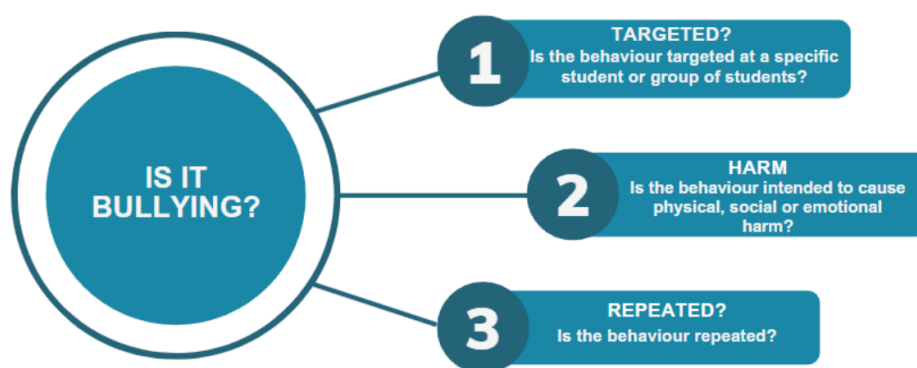 IS IT
BULLYING?
1
TARGETED?
Is the behaviour targeted at a specific
student or group of students?
2
HARM
Is the behaviour intended to cause
physical, social or emotional
harm?
3
REPEATED?
Is the behaviour repeated?